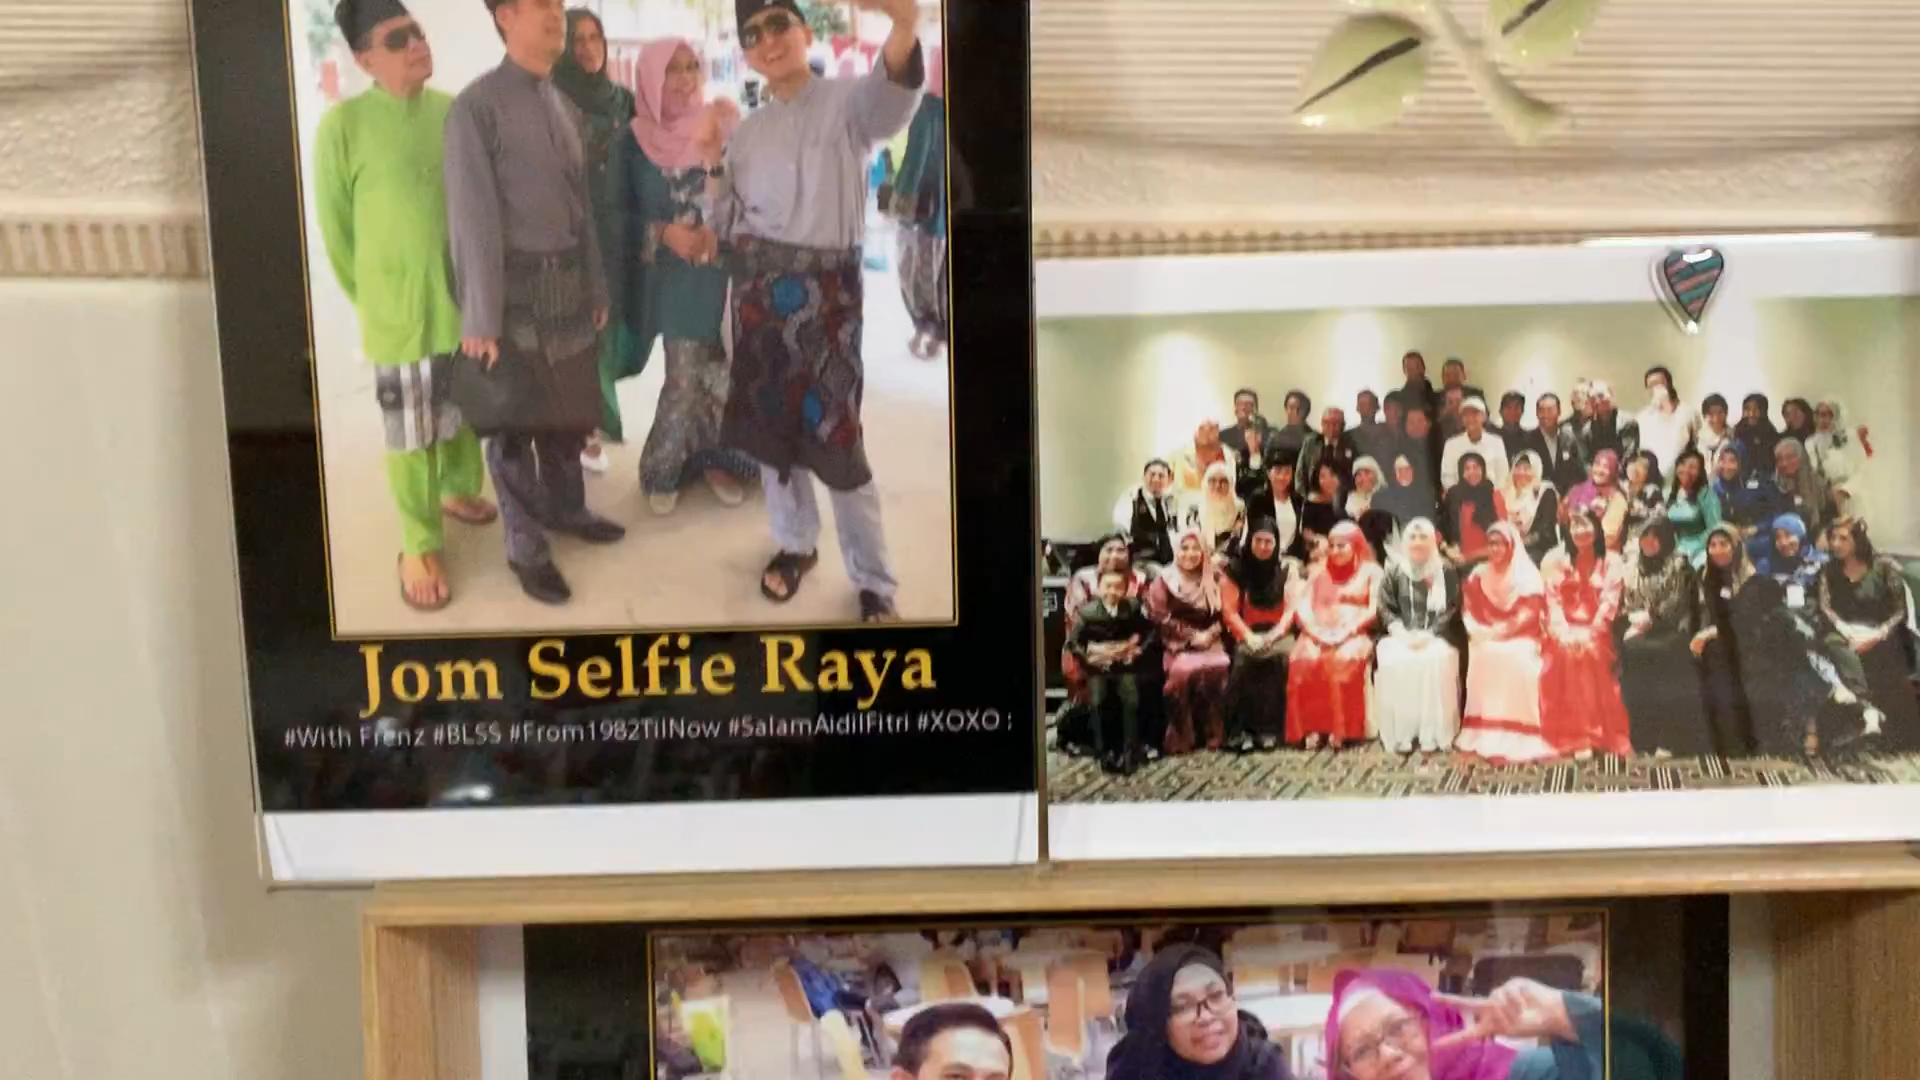 Jom Selfie Raya
#With Frenz #BLSS #From1982TilNow #SalamAidilFitri #XOXO :